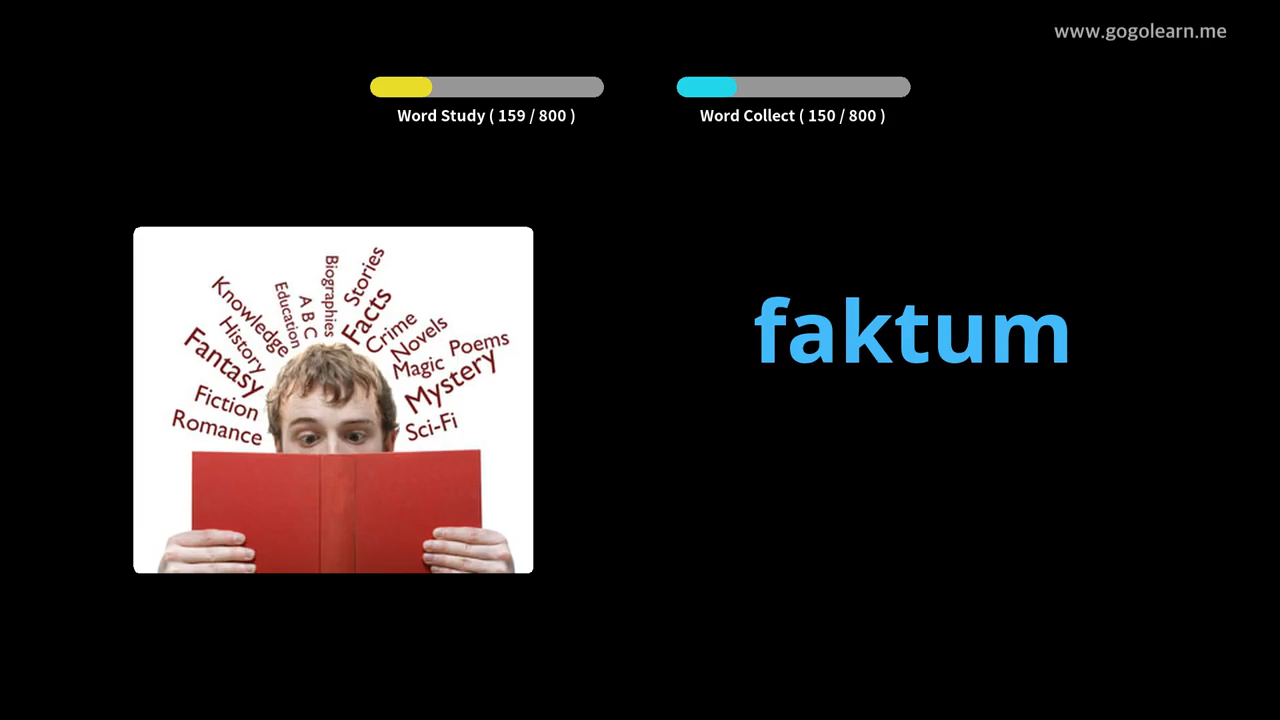 www.gogolearn.me
Word Study ( 159 / 800 )
Word Collect ( 150 / 800 )
Romance
Fiction
Fantasy
History
Knowledge
Education
A B C
Biographies
Stories
Facts
Crime
Novels
Magic
Poems
Mystery
Sci-Fi
faktum